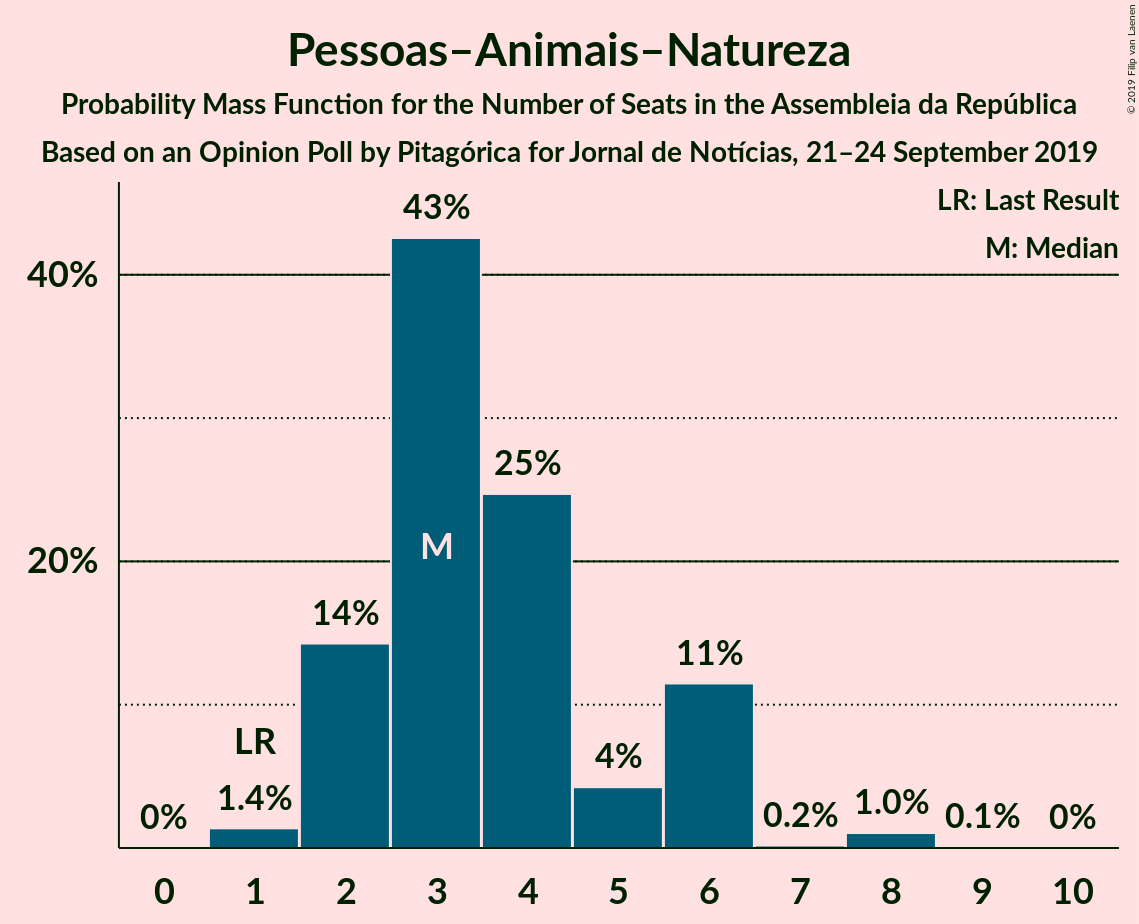 Pessoas–Animais–Natureza
Probability Mass Function for the Number of Seats in the Assembleia da República
Based on an Opinion Poll by Pitagórica for Jornal de Notícias, 21–24 September 2019
© 2019 Filip van Laenen
LR: Last Result
M: Median
40%
20%
0%
LR
1.4%
14%
43%
M
25%
4%
11%
0.2%
1.0%
0.1%
0%
0 1 2 3 4 5 6 7 8 9 10